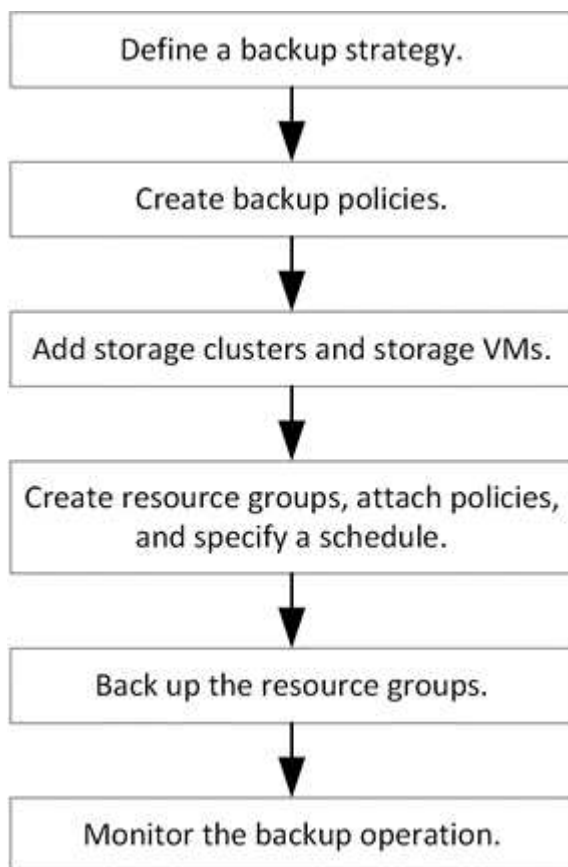 Define a backup strategy.
Create backup policies.
Add storage clusters and storage VMs.
Create resource groups, attach policies,
and specify a schedule.
Back up the resource groups.
Monitor the backup operation.